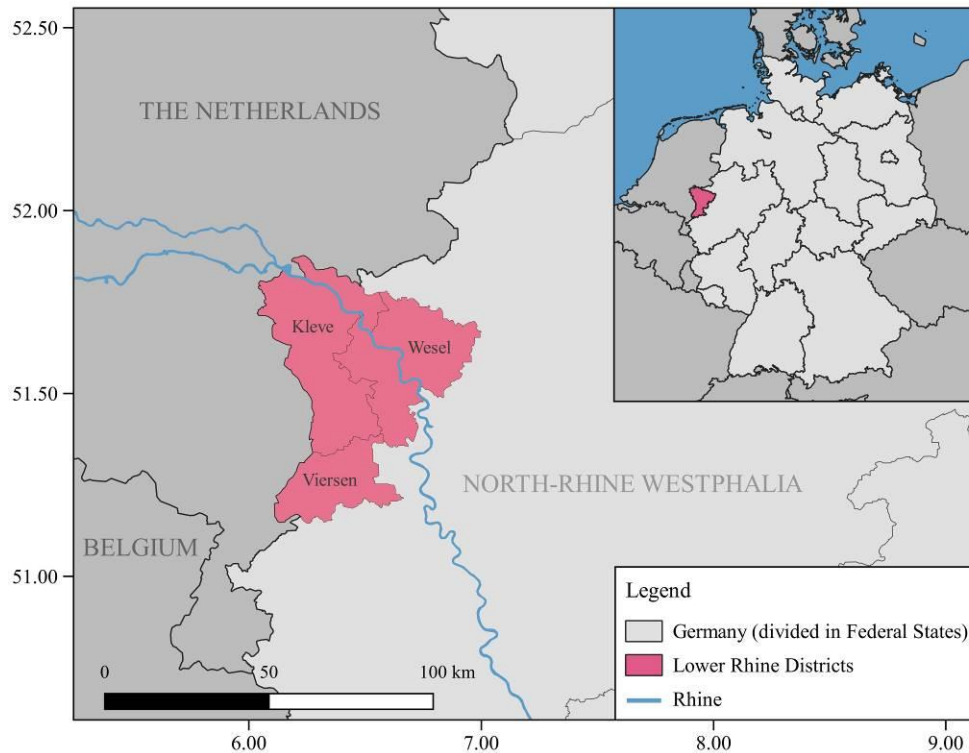 52.50
THE NETHERLANDS
52.00
Kleve
Wesel
51.50
Viersen
NORTH-RHINE WESTPHALIA
BELGIUM
51.00
Legend
Germany (divided in Federal States)
Lower Rhine Districts
Rhine
0 50 100 km
6.00 7.00 8.00 9.00